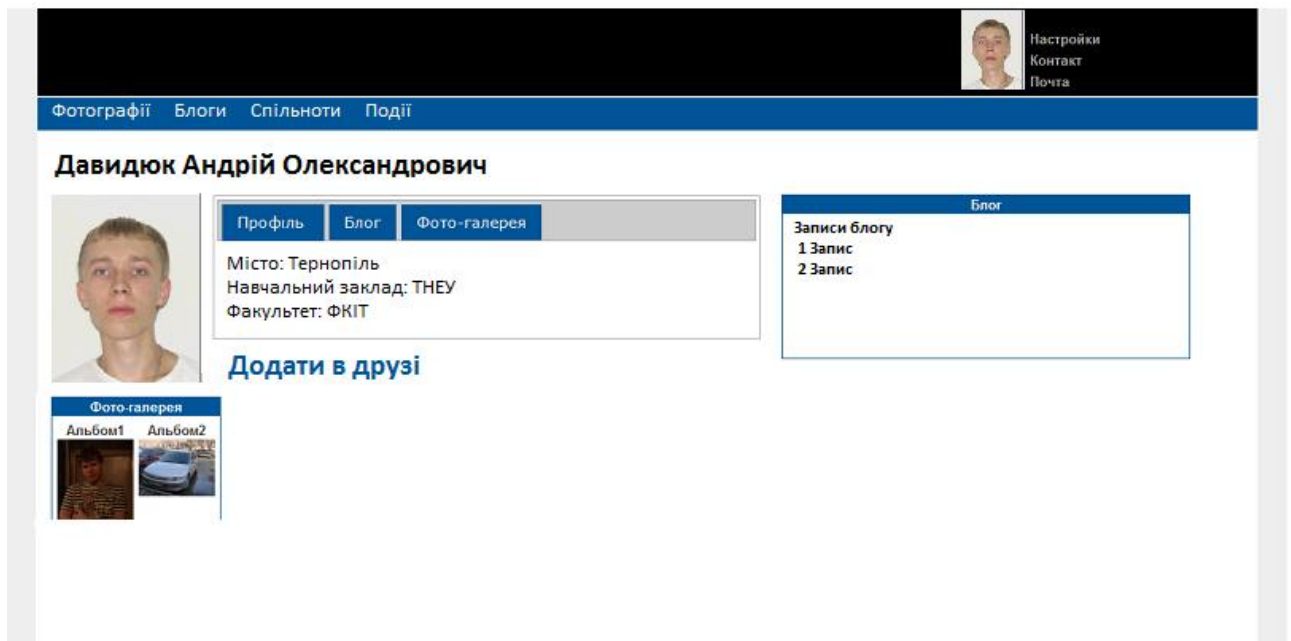 Настройки
Контакт
Почта
Фотографії Блоги Спільноти Події
Давидюк Андрій Олександрович
Профіль Блог Фото-галерея
Місто: Тернопіль
Навчальний заклад: ТНЕУ
Факультет: ФКІТ
Додати в друзі
Блог
Записи блогу
1 Запис
2 Запис
Фото-галерея
Альбом1 Альбом2